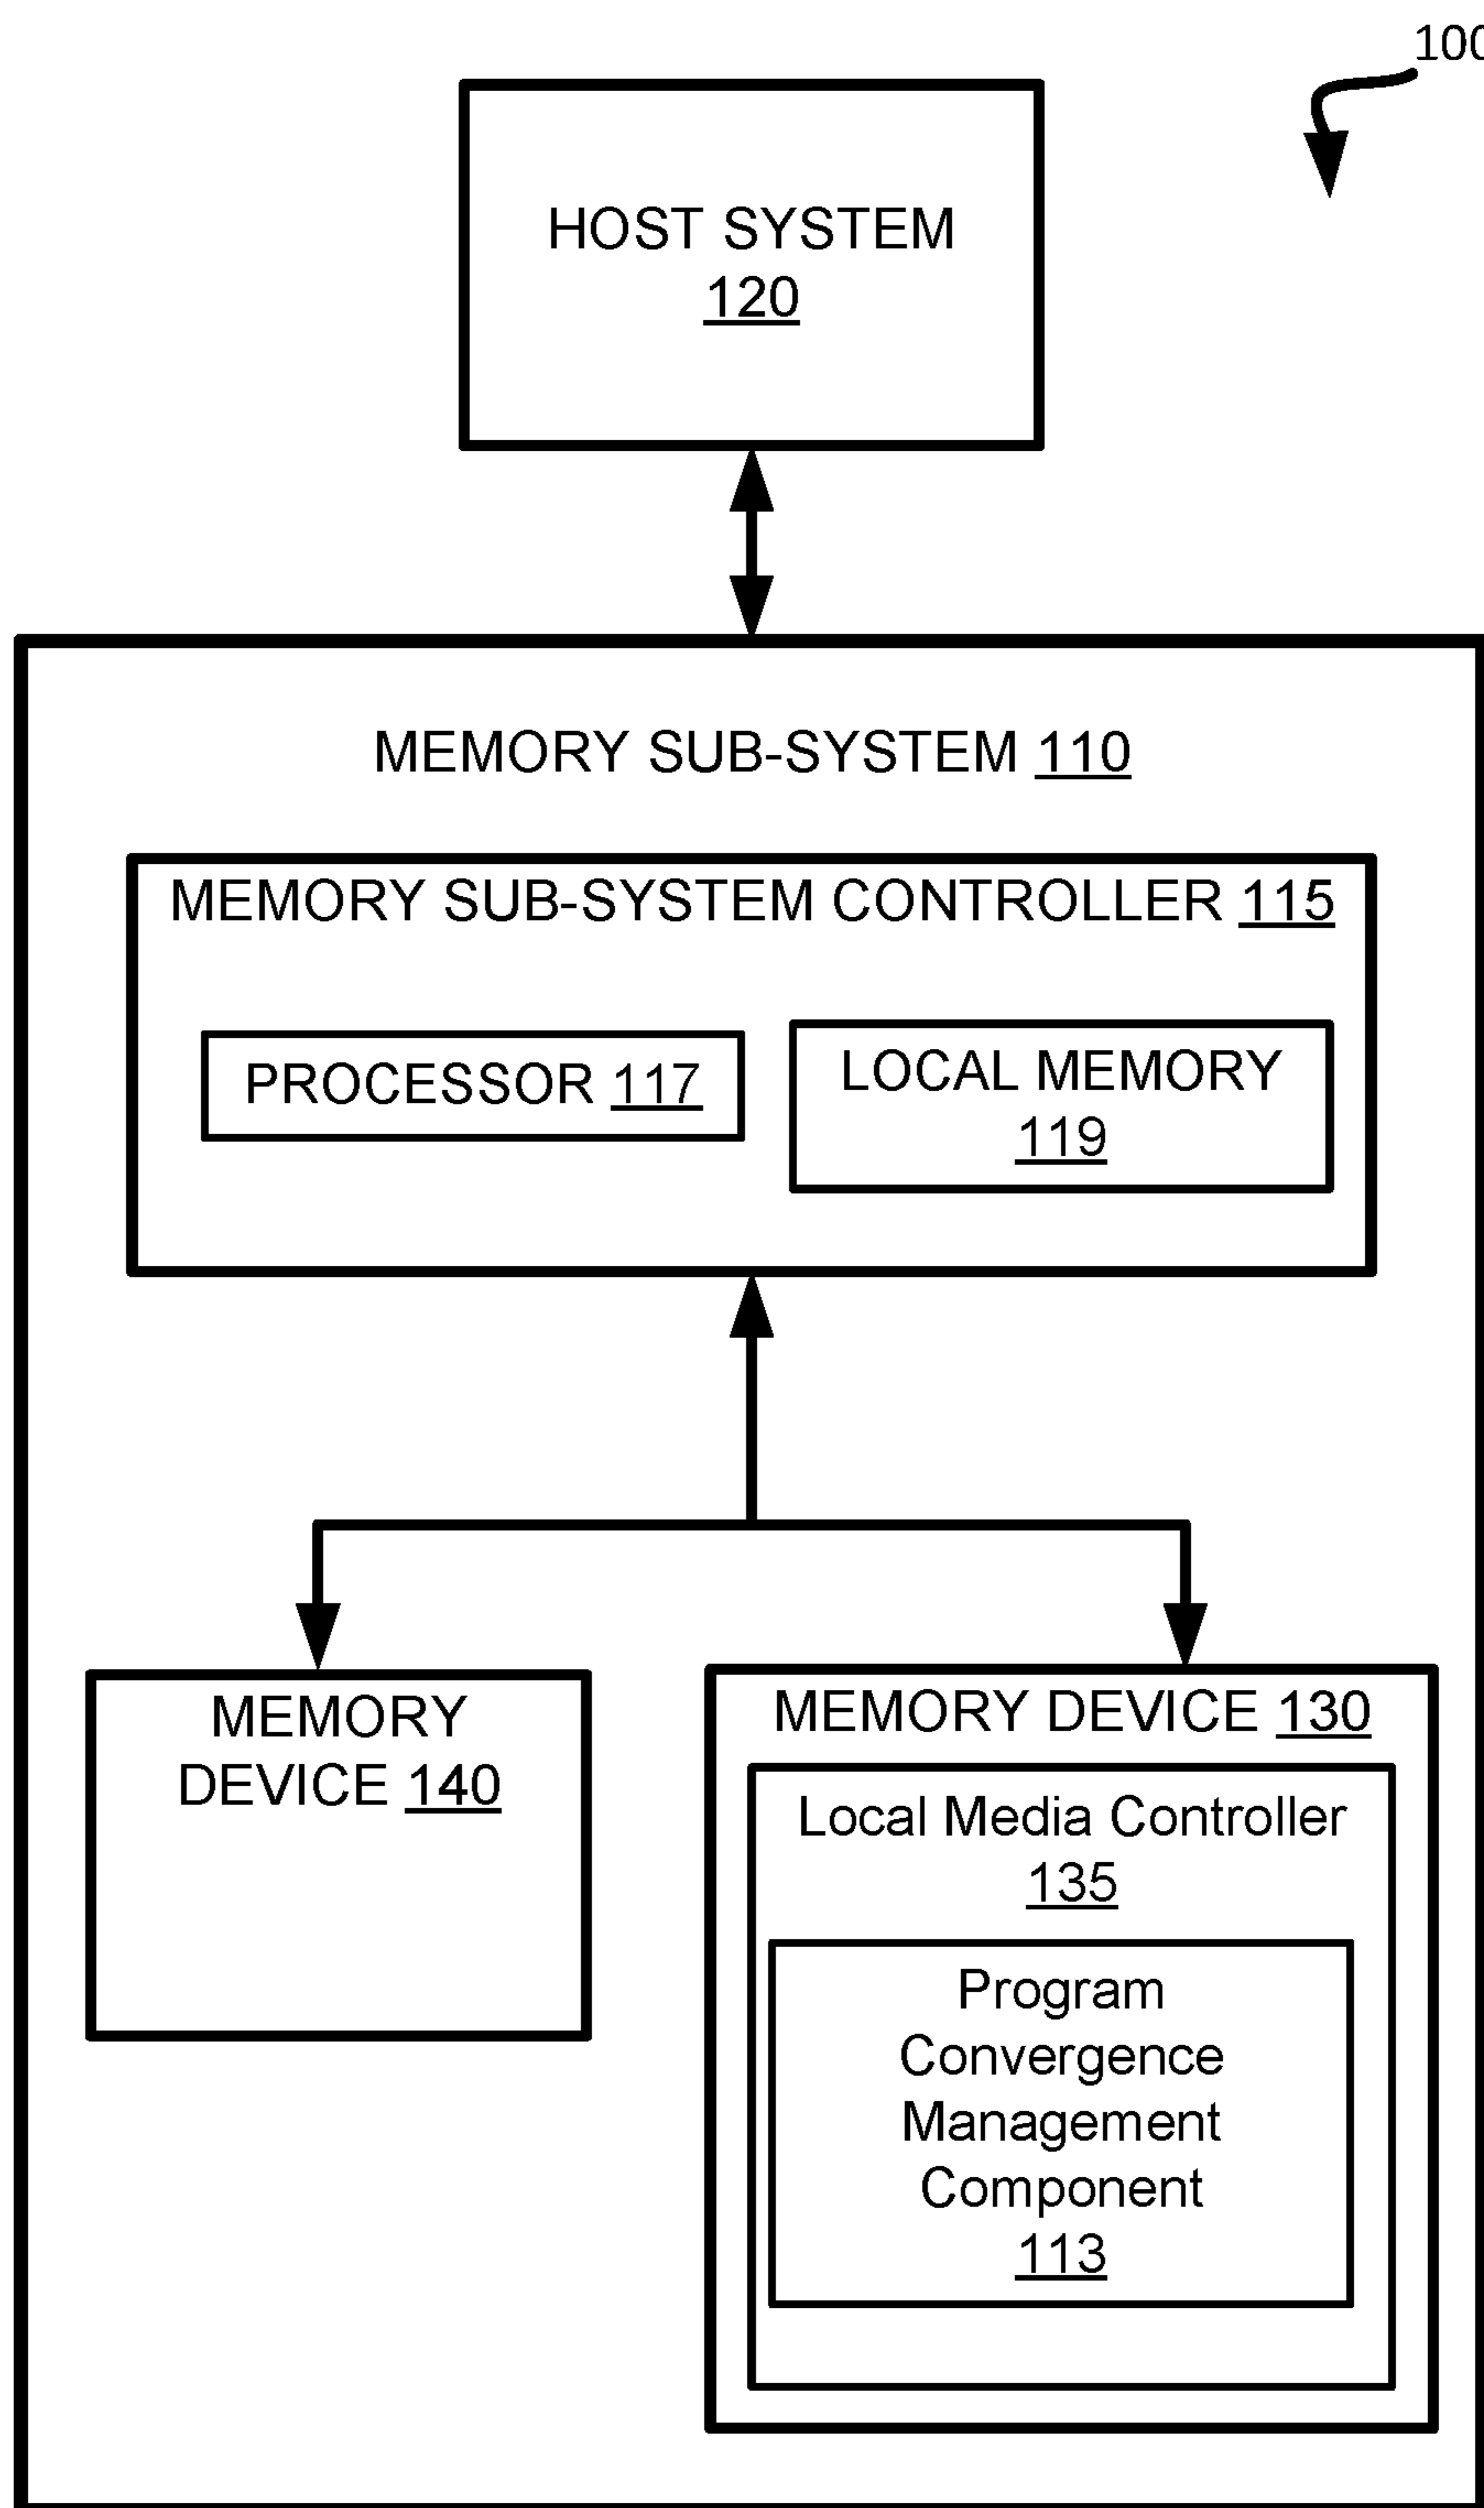 100
HOST SYSTEM
120
MEMORY SUB-SYSTEM 110
MEMORY SUB-SYSTEM CONTROLLER 115
PROCESSOR 117
LOCAL MEMORY
119
MEMORY
DEVICE 140
MEMORY DEVICE 130
Local Media Controller
135
Program
Convergence
Management
Component
113